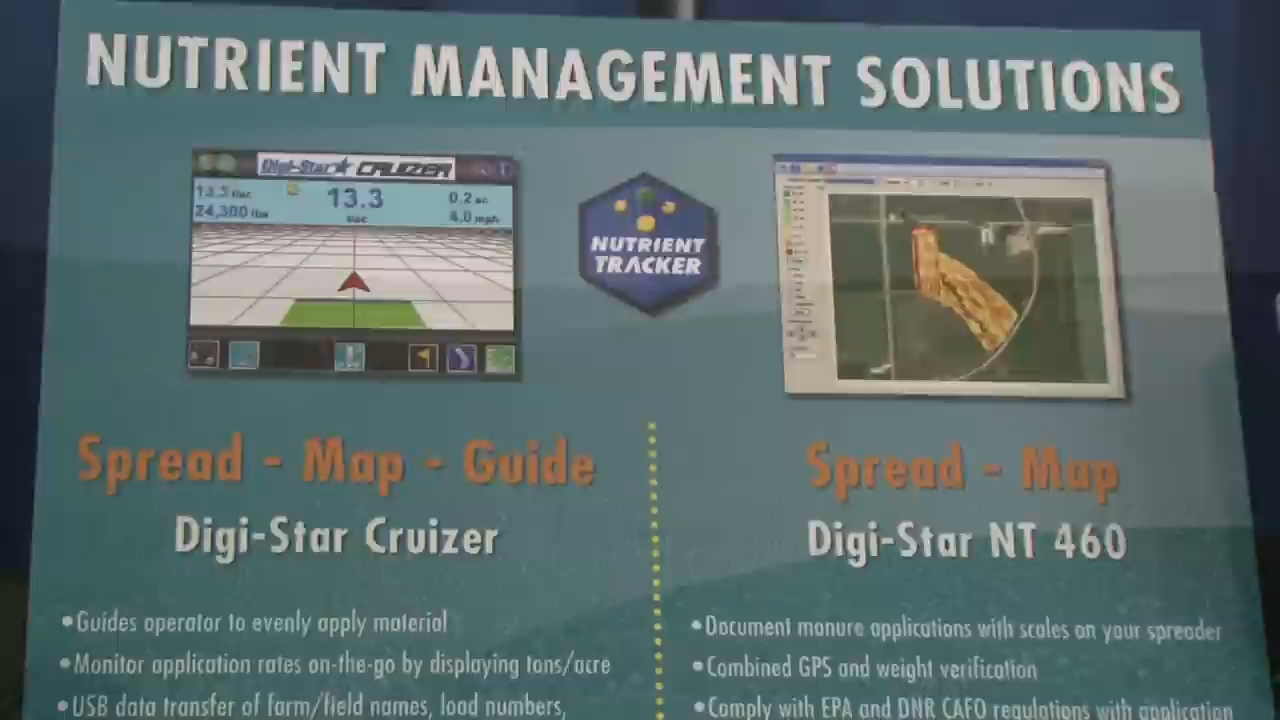 NUTRIENT MANAGEMENT SOLUTIONS
Digi-Star CRUIZER
13.3 t/ac
13.3
0.2 ac
24,300 lbs
t/ac
4.0 mph
NUTRIENT
TRACKER
Spread - Map - Guide
Digi-Star Cruizer
•Guides operator to evenly apply material
•Monitor application rates on-the-go by displaying tons/acre
•USB data transfer of farm/field names, load numbers,
Spread - Map
Digi-Star NT 460
•Document manure applications with scales on your spreader
•Combined GPS and weight verification
•Comply with EPA and DNR CAFO regulations with application